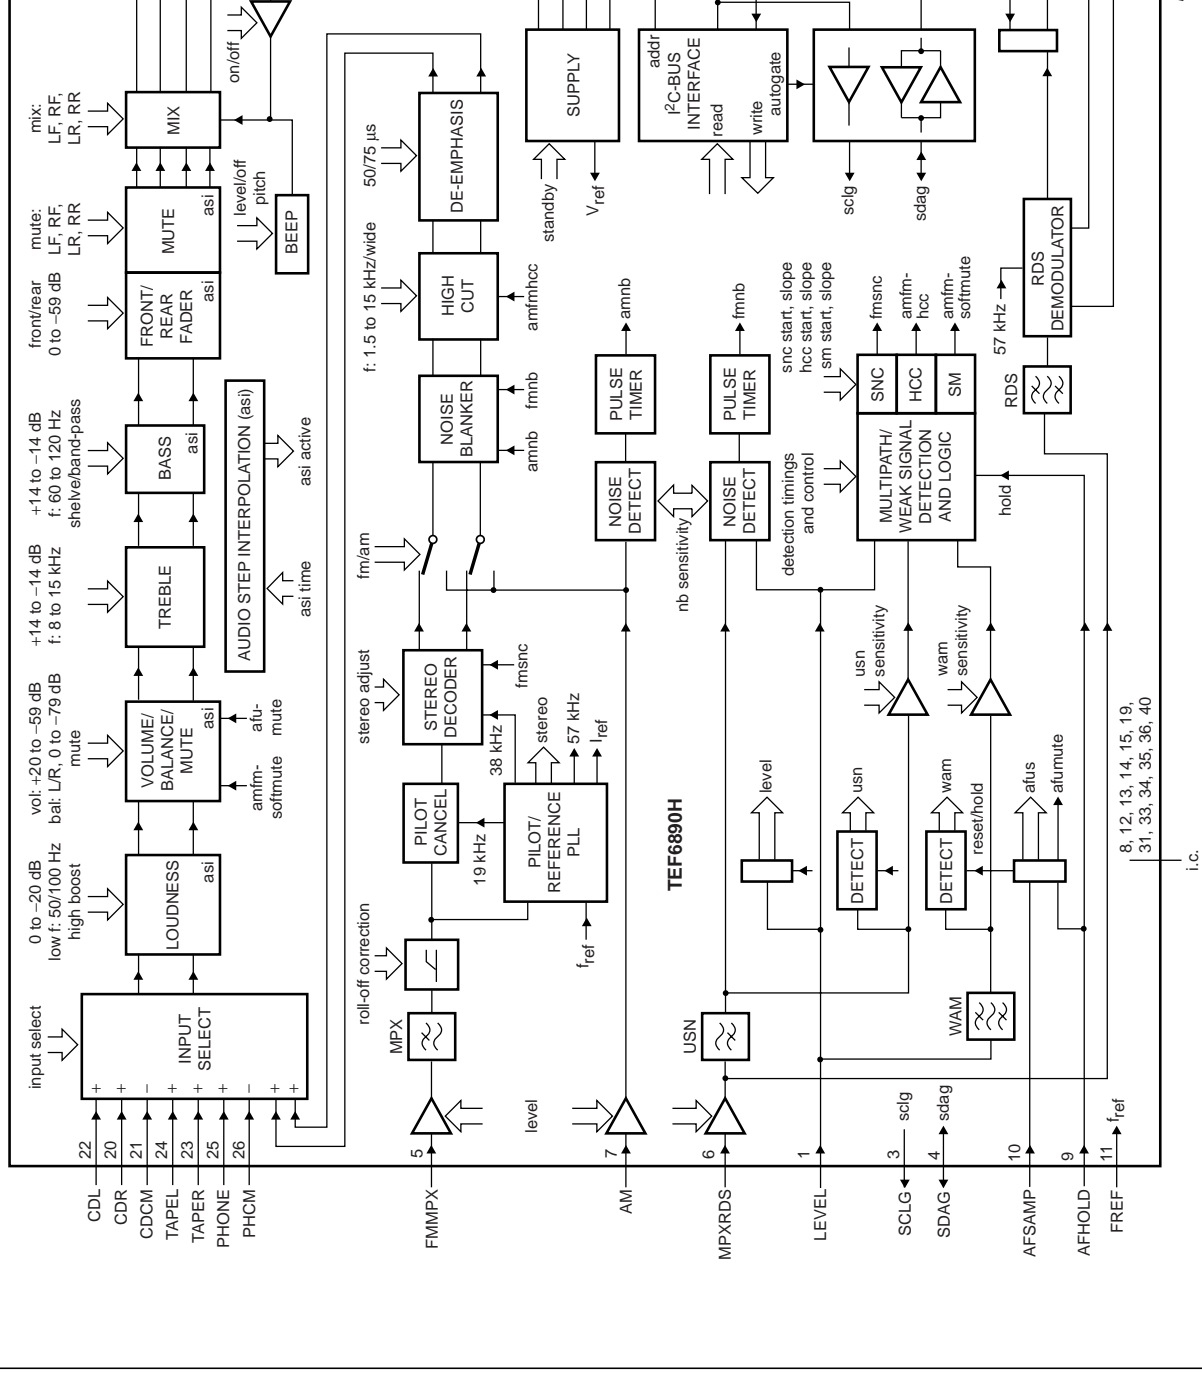 input select
0 to −20 dB
low f: 50/100 Hz
high boost
vol: +20 to −59 dB
bal: L/R, 0 to −79 dB
mute
+14 to −14 dB
f: 8 to 15 kHz
+14 to −14 dB
f: 60 to 120 Hz
shelve/band-pass
front/rear
0 to −59 dB
mute:
LF, RF,
LR, RR
mix:
LF, RF,
LR, RR
CDL
22
+
CDR
20
+
CDCM
21
−
TAPEL
24
+
TAPER
23
+
PHONE
25
+
PHCM
26
−
+
+
INPUT
SELECT
LOUDNESS
asi
VOLUME/
BALANCE/
MUTE
asi
TREBLE
BASS
asi
FRONT/
REAR
FADER
asi
MUTE
asi
MIX
on/off
amfm-
softmute
afu-
mute
AUDIO STEP INTERPOLATION (asi)
asi time
asi active
level/off
pitch
BEEP
roll-off correction
stereo adjust
fm/am
f: 1.5 to 15 kHz/wide
50/75 µs
FMMPX
5
MPX
PILOT
CANCEL
STEREO
DECODER
NOISE
BLANKER
HIGH
CUT
DE-EMPHASIS
19 kHz
38 kHz
fmsnc
amnb
fmnb
amfmhcc
PILOT/
REFERENCE
PLL
fref
stereo
57 kHz
Iref
level
AM
7
NOISE
DETECT
PULSE
TIMER
amnb
standby
SUPPLY
Vref
TEF6890H
nb sensitivity
MPXRDS
6
USN
NOISE
DETECT
PULSE
TIMER
fmnb
addr
I2C-BUS
INTERFACE
read
write
autogate
LEVEL
1
level
detection timings
and control
snc start, slope
hcc start, slope
sm start, slope
SCLG
3
sclg
DETECT
usn
usn
sensitivity
MULTIPATH/
WEAK SIGNAL
DETECTION
AND LOGIC
SNC
HCC
SM
fmsnc
amfm-
hcc
amfm-
softmute
sclg
sdag
SDAG
4
sdag
WAM
DETECT
wam
wam
sensitivity
reset/hold
hold
AFSAMP
10
afus
afumute
57 kHz
RDS
RDS
DEMODULATOR
AFHOLD
9
FREF
11
fref
8, 12, 13, 14, 15, 19,
31, 33, 34, 35, 36, 40
i.c.